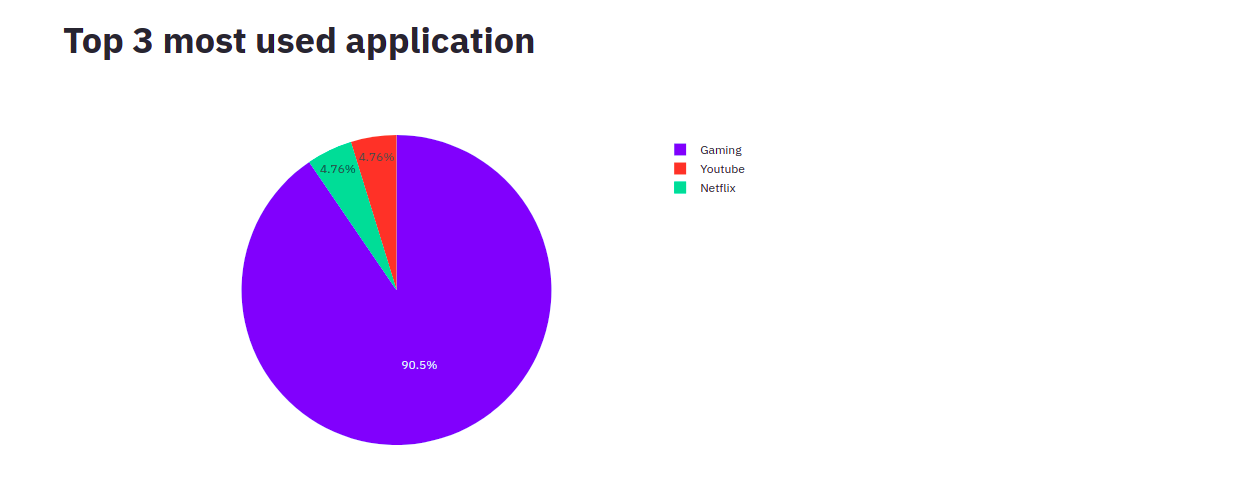 Top 3 most used application
4.76%
4.76%
90.5%
Gaming
Youtube
Netflix